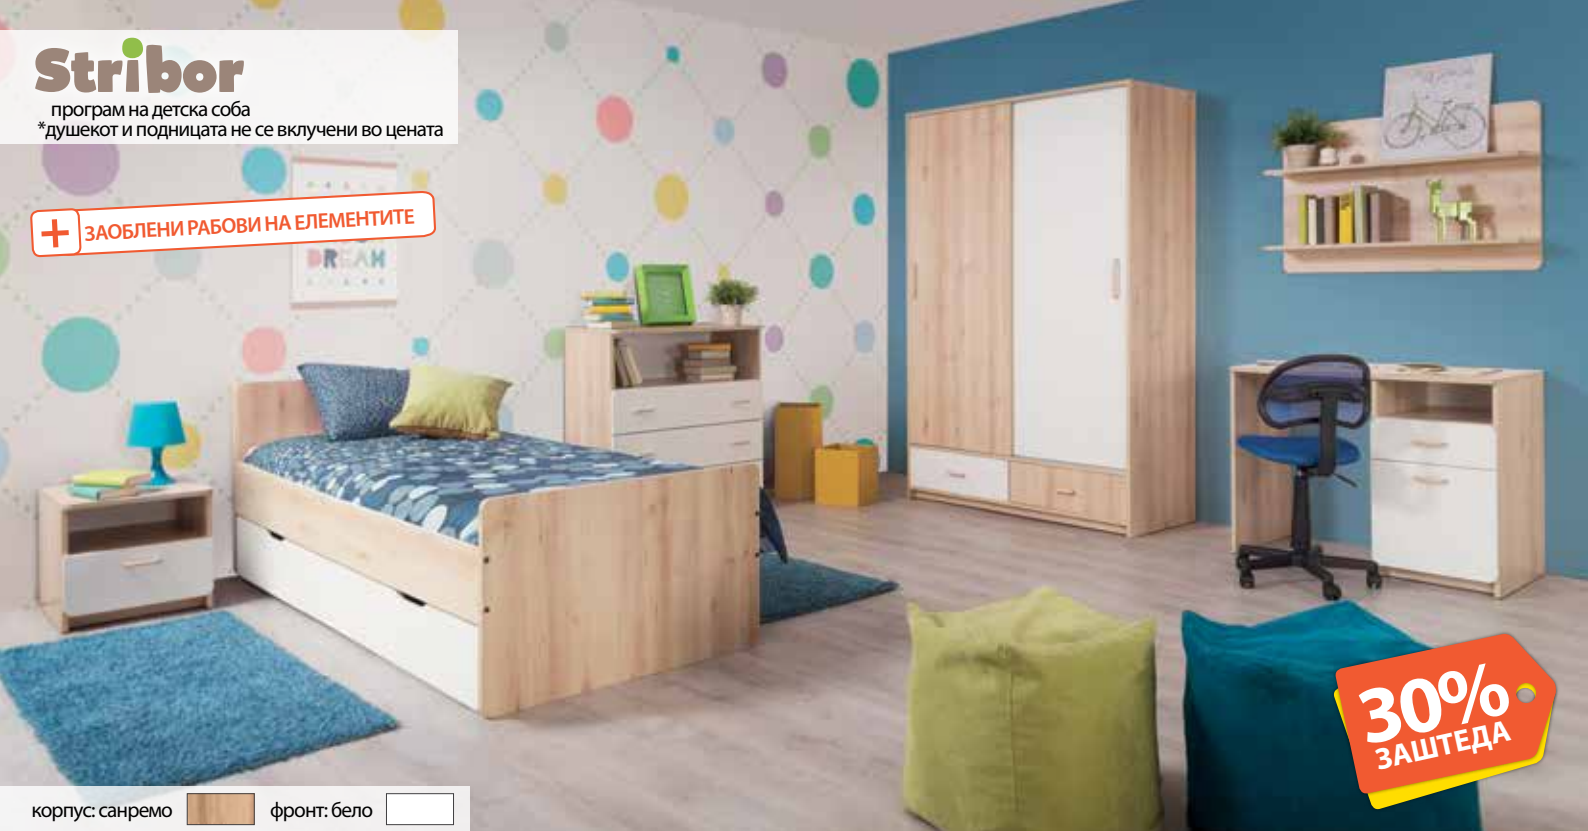 Stribor
програм на детска соба
*душекот и подницата не се вклучени во цената
+ ЗАОБЛЕНИ РАБОВИ НА ЕЛЕМЕНТИТЕ
DREAM
30%
ЗАШТЕДА
корпус: санремо
фронт: бело